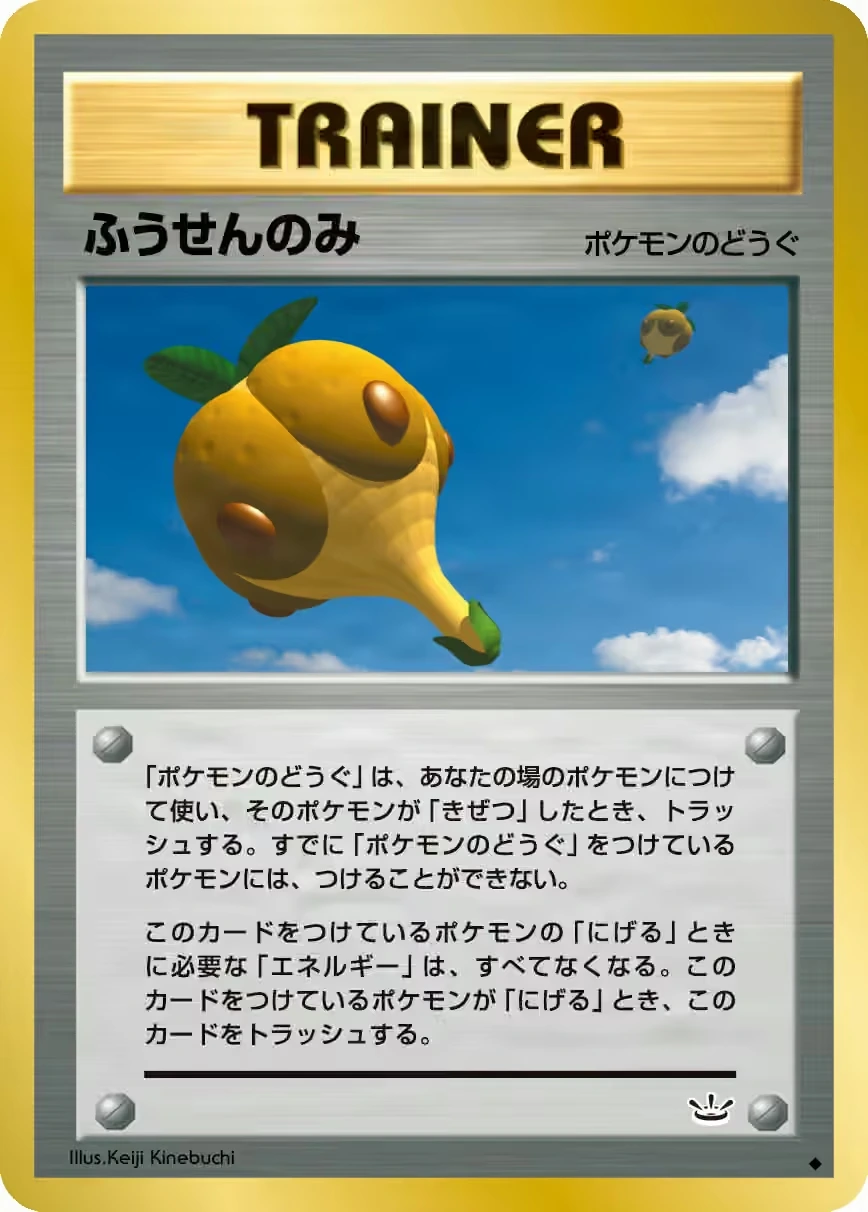 TRAINER
ふうせんのみ
ポケモンのどうぐ
「ポケモンのどうぐ」は、あなたの場のポケモンにつけ
て使い、そのポケモンが「きぜつ」したとき、トラッ
シュする。すでに「ポケモンのどうぐ」をつけている
ポケモンには、つけることができない。
このカードをつけているポケモンの「にげる」とき
に必要な「エネルギー」は、すべてなくなる。この
カードをつけているポケモンが「にげる」とき、この
カードをトラッシュする。
Illus.Keiji Kinebuchi